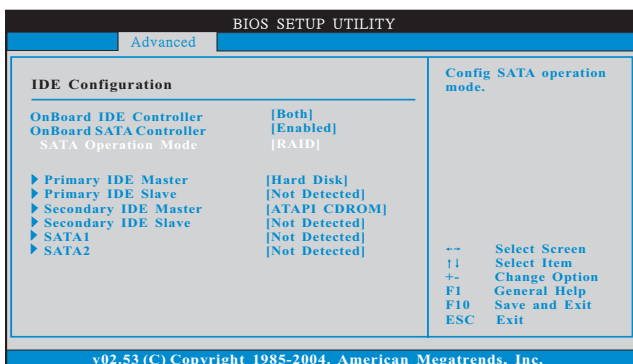 BIOS SETUP UTILITY
Advanced
IDE Configuration
OnBoard IDE Controller [Both]
OnBoard SATA Controller [Enabled]
SATA Operation Mode [RAID]
Primary IDE Master [Hard Disk]
Primary IDE Slave [Not Detected]
Secondary IDE Master [ATAPI CDROM]
Secondary IDE Slave [Not Detected]
SATA1 [Not Detected]
SATA2 [Not Detected]
Config SATA operation
mode.
←→ Select Screen
↑↓ Select Item
+- Change Option
F1 General Help
F10 Save and Exit
ESC Exit
v02.53 (C) Copyright 1985-2004, American Megatrends, Inc.